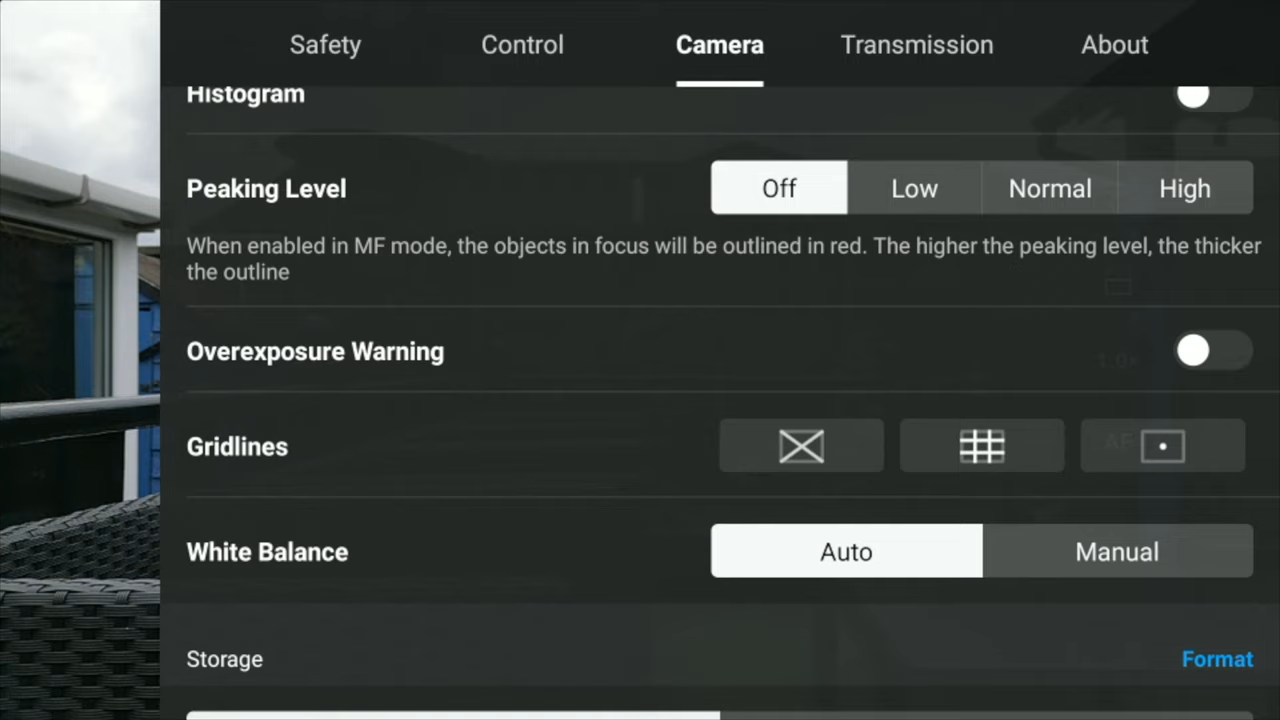 Safety Control Camera Transmission About
Histogram
Peaking Level Off Low Normal High
When enabled in MF mode, the objects in focus will be outlined in red. The higher the peaking level, the thicker
the outline
Overexposure Warning
Gridlines
White Balance Auto Manual
Storage Format